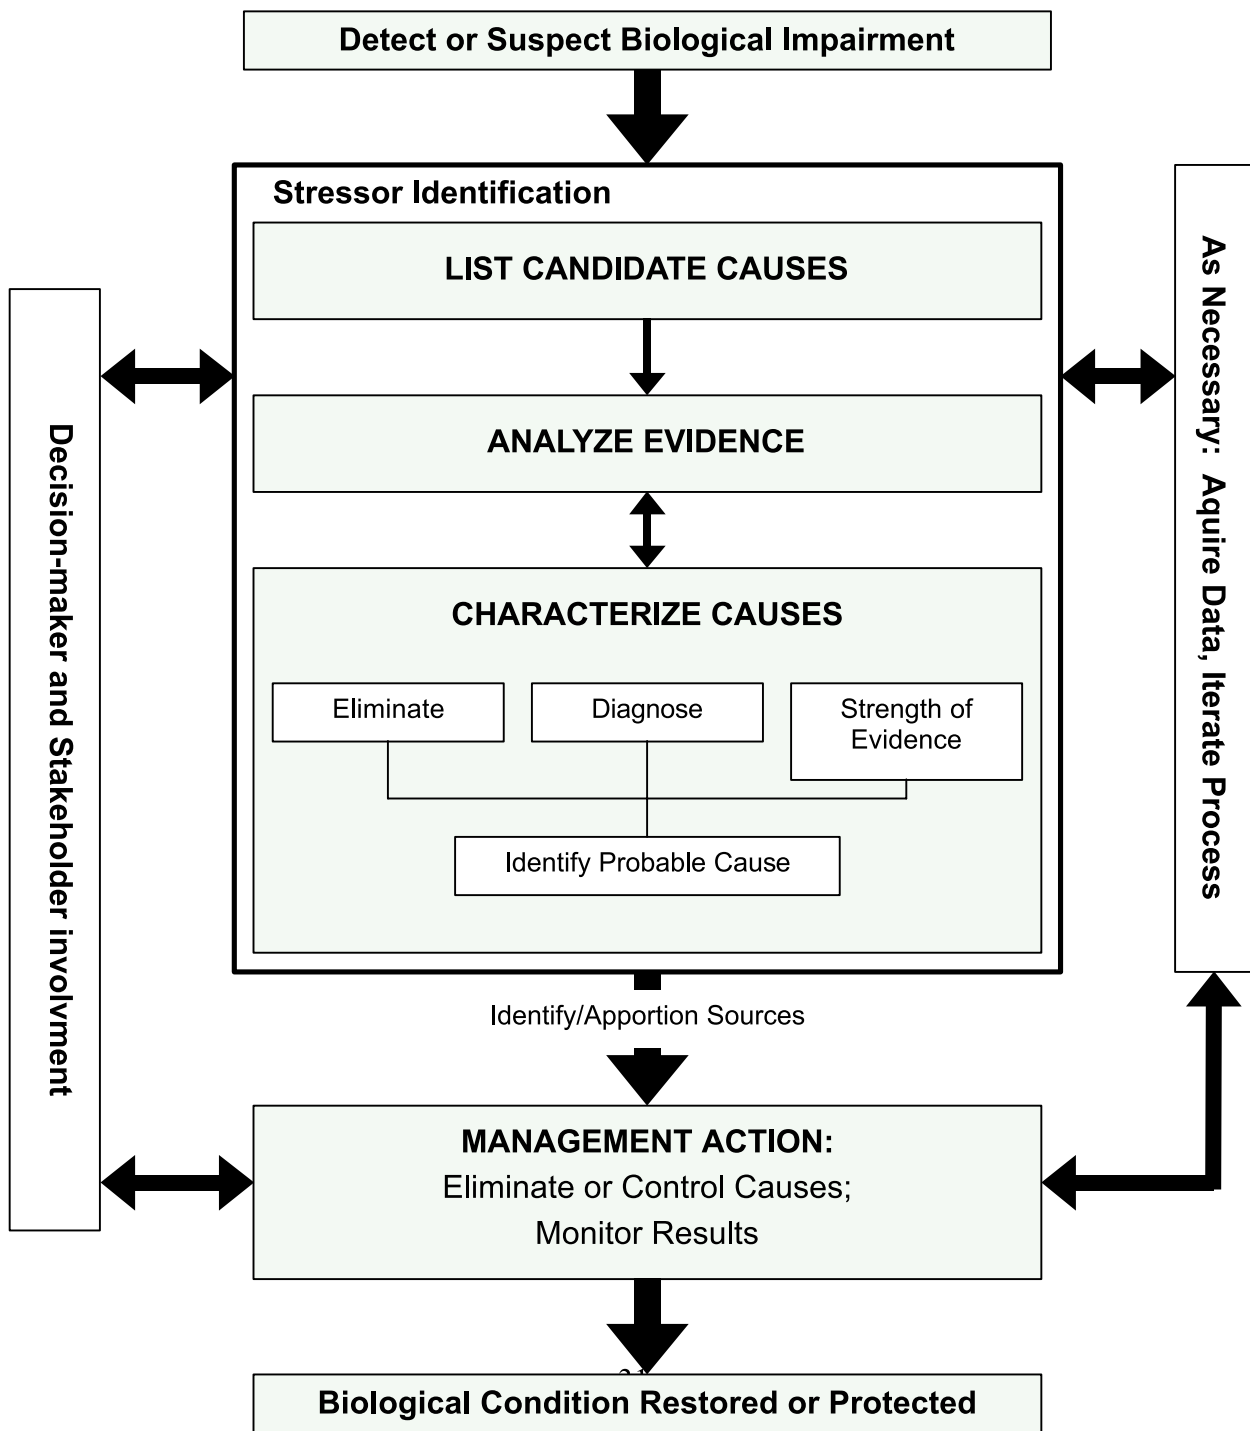 Detect or Suspect Biological Impairment
Stressor Identification
LIST CANDIDATE CAUSES
ANALYZE EVIDENCE
CHARACTERIZE CAUSES
Eliminate
Diagnose
Strength of
Evidence
Identify Probable Cause
Decision-maker and Stakeholder involvment
As Necessary: Aquire Data, Iterate Process
Identify/Apportion Sources
MANAGEMENT ACTION:
Eliminate or Control Causes;
Monitor Results
Biological Condition Restored or Protected